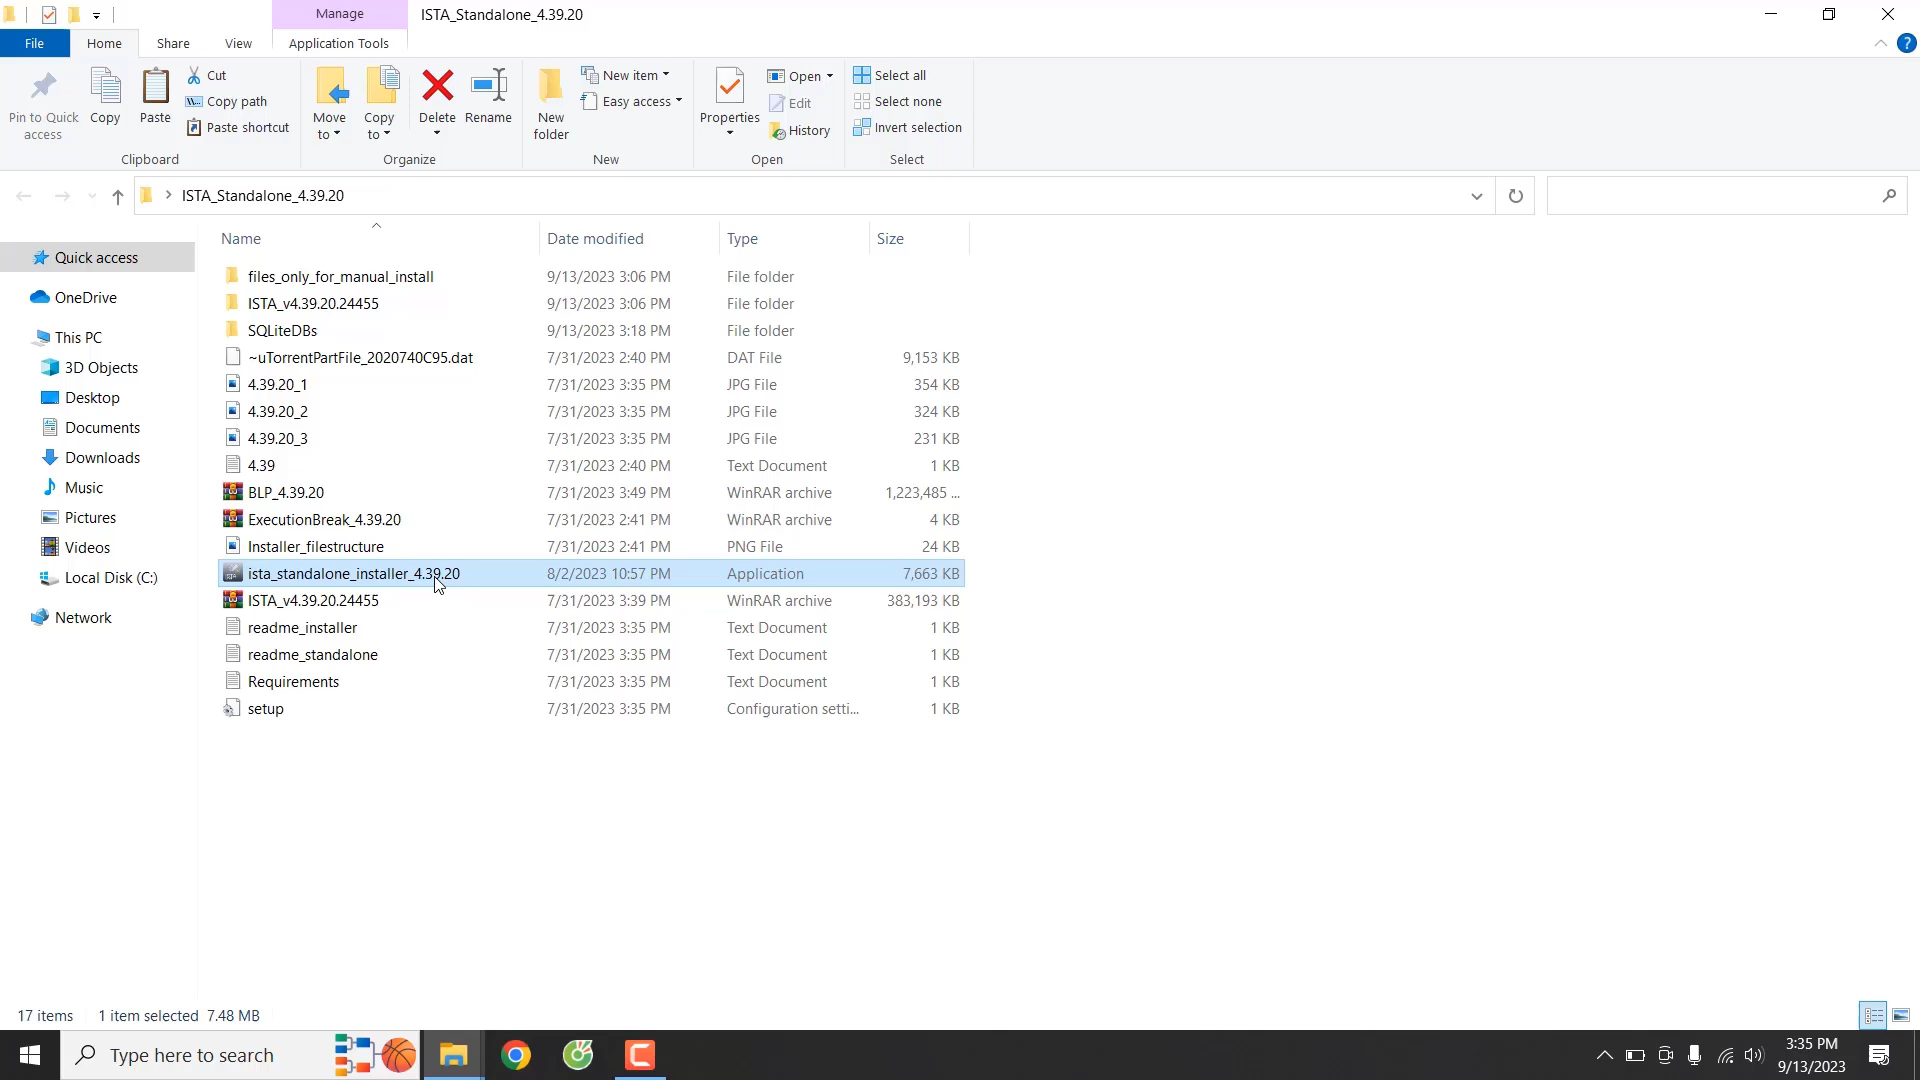 Manage
ISTA_Standalone_4.39.20
File
Home
Share
View
Application Tools
Pin to Quick access
Copy
Paste
Cut
Copy path
Paste shortcut
Clipboard
Move to
Copy to
Delete
Rename
Organize
New folder
New item
Easy access
New
Properties
Open
Edit
History
Open
Select all
Select none
Invert selection
Select
ISTA_Standalone_4.39.20
Name Date modified Type Size
Quick access
OneDrive
This PC
3D Objects
Desktop
Documents
Downloads
Music
Pictures
Videos
Local Disk (C:)
Network
files_only_for_manual_install 9/13/2023 3:06 PM File folder
ISTA_v4.39.20.24455 9/13/2023 3:06 PM File folder
SQLiteDBs 9/13/2023 3:18 PM File folder
~uTorrentPartFile_2020740C95.dat 7/31/2023 2:40 PM DAT File 9,153 KB
4.39.20_1 7/31/2023 3:35 PM JPG File 354 KB
4.39.20_2 7/31/2023 3:35 PM JPG File 324 KB
4.39.20_3 7/31/2023 3:35 PM JPG File 231 KB
4.39 7/31/2023 2:40 PM Text Document 1 KB
BLP_4.39.20 7/31/2023 3:49 PM WinRAR archive 1,223,485 ...
ExecutionBreak_4.39.20 7/31/2023 2:41 PM WinRAR archive 4 KB
Installer_filestructure 7/31/2023 2:41 PM PNG File 24 KB
ista_standalone_installer_4.39.20 8/2/2023 10:57 PM Application 7,663 KB
ISTA_v4.39.20.24455 7/31/2023 3:39 PM WinRAR archive 383,193 KB
readme_installer 7/31/2023 3:35 PM Text Document 1 KB
readme_standalone 7/31/2023 3:35 PM Text Document 1 KB
Requirements 7/31/2023 3:35 PM Text Document 1 KB
setup 7/31/2023 3:35 PM Configuration setti... 1 KB
17 items 1 item selected 7.48 MB
Type here to search
3:35 PM
9/13/2023